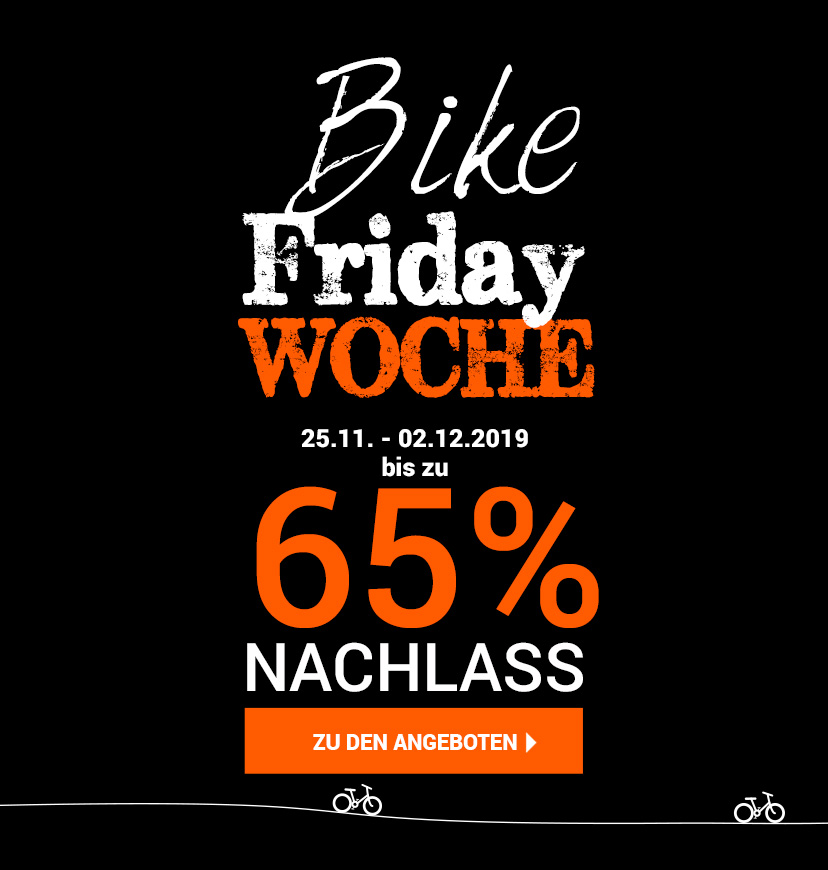 Bike
Friday
WOCHE
25.11. - 02.12.2019
bis zu
65%
NACHLASS
ZU DEN ANGEBOTEN